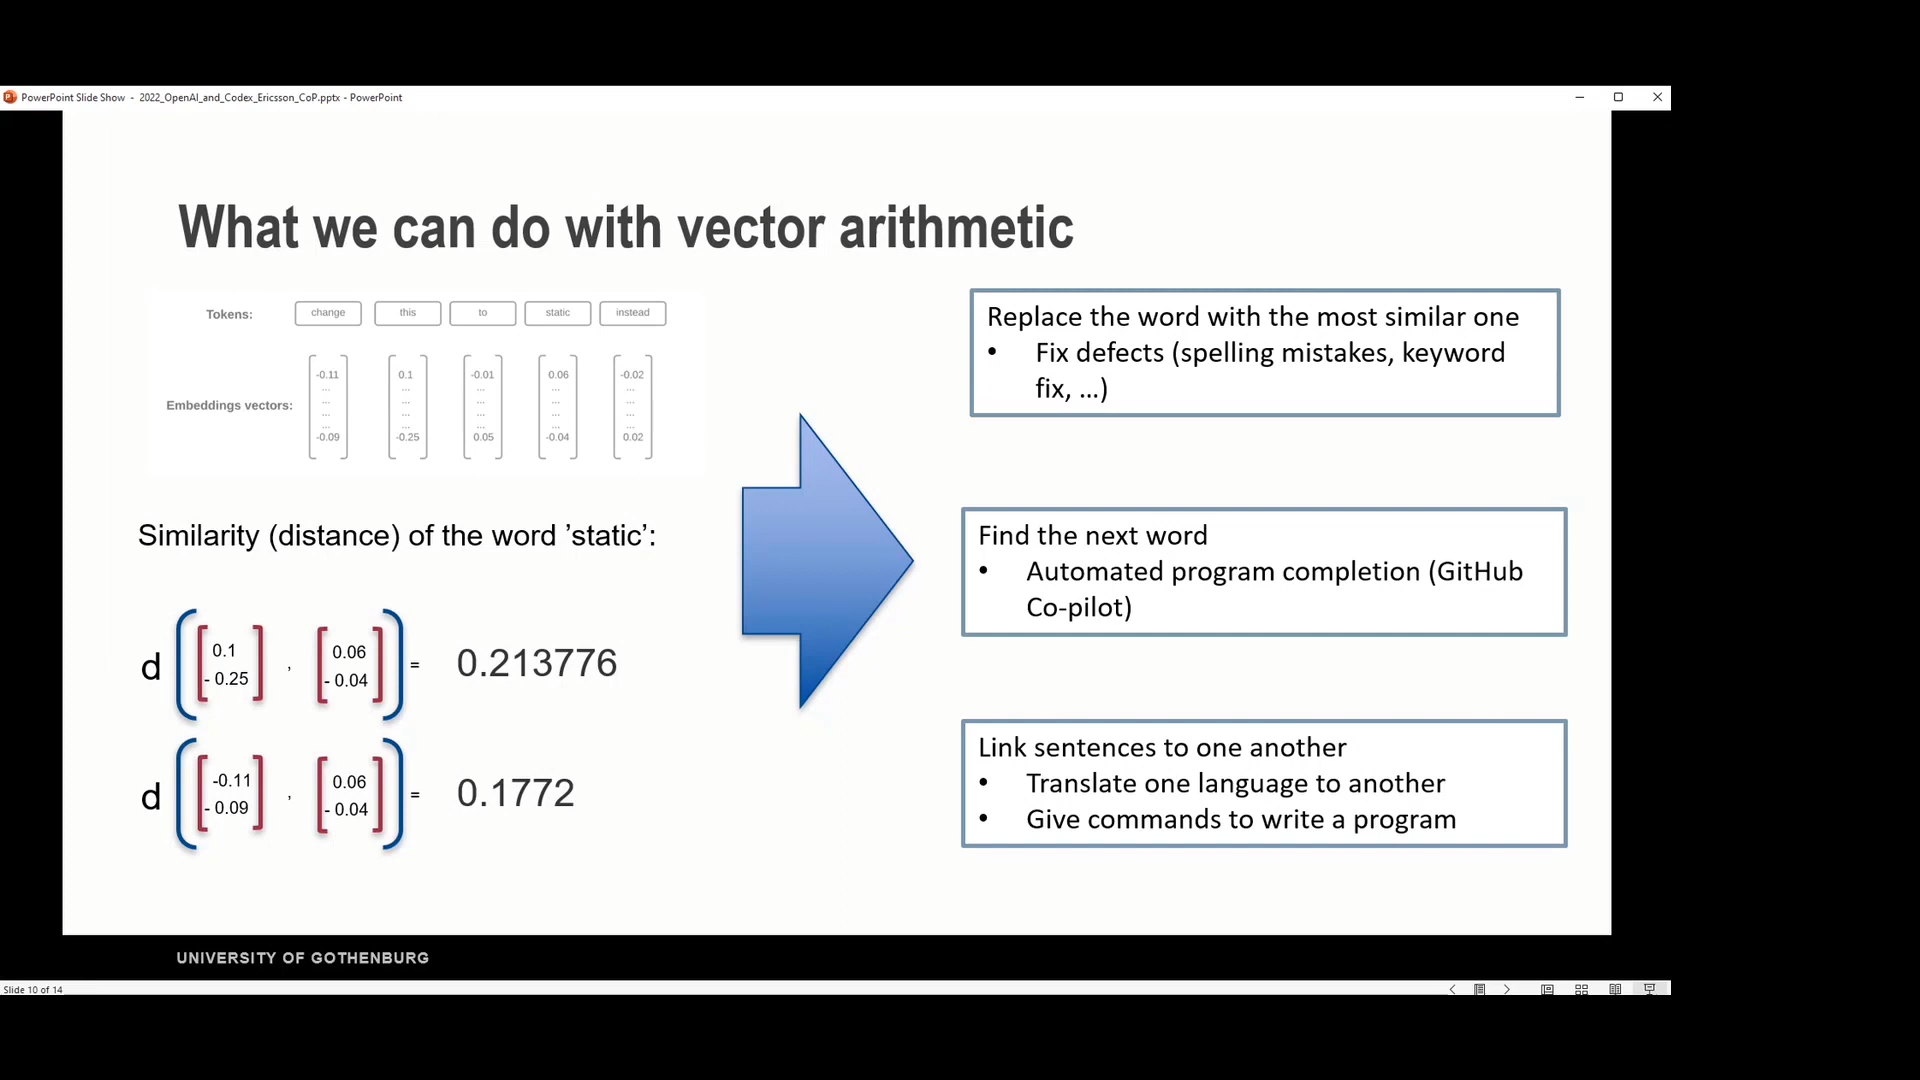 PowerPoint Slide Show - 2022_OpenAI_and_Codex_Ericsson_CoP.pptx - PowerPoint
What we can do with vector arithmetic
Tokens: change this to static instead
-0.11 0.1 -0.01 0.06 -0.02
... ... ... ... ...
... ... ... ... ...
Embeddings vectors:
... ... ... ... ...
... ... ... ... ...
-0.09 -0.25 0.05 -0.04 0.02
Similarity (distance) of the word ’static’:
0.1 0.06
d , = 0.213776
- 0.25 - 0.04
-0.11 0.06
d , = 0.1772
- 0.09 - 0.04
Replace the word with the most similar one
• Fix defects (spelling mistakes, keyword
fix, ...)
Find the next word
• Automated program completion (GitHub
Co-pilot)
Link sentences to one another
• Translate one language to another
• Give commands to write a program
UNIVERSITY OF GOTHENBURG
Slide 10 of 14